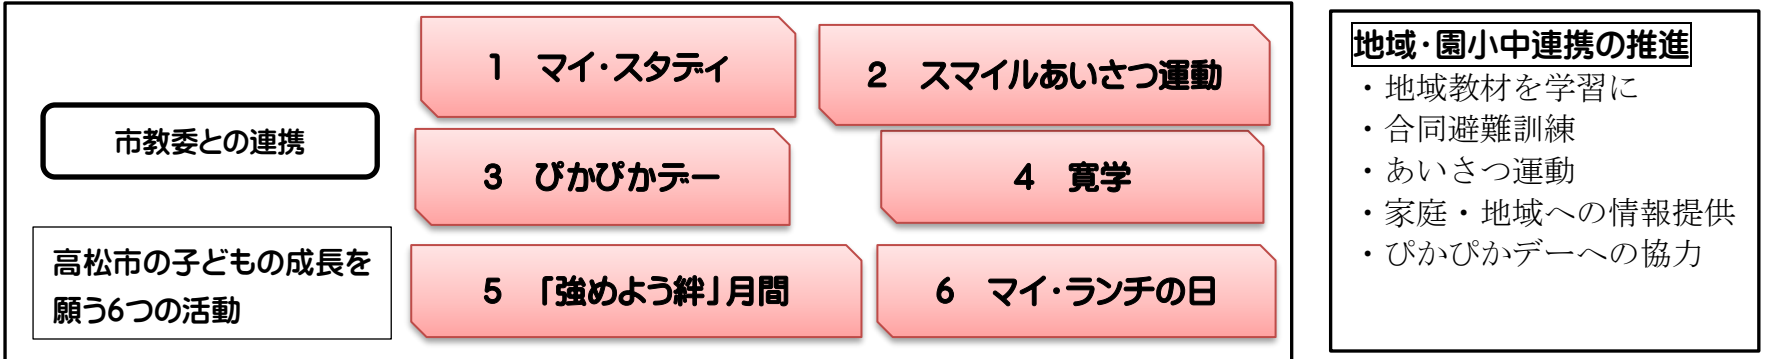 市教委との連携
高松市の子どもの成長を
願う6つの活動
1 マイ・スタディ
2 スマイルあいさつ運動
3 ぴかぴかデー
4 寛学
5 「強めよう絆」月間
6 マイ・ランチの日
地域・園小中連携の推進
・地域教材を学習に
・合同避難訓練
・あいさつ運動
・家庭・地域への情報提供
・ぴかぴかデーへの協力